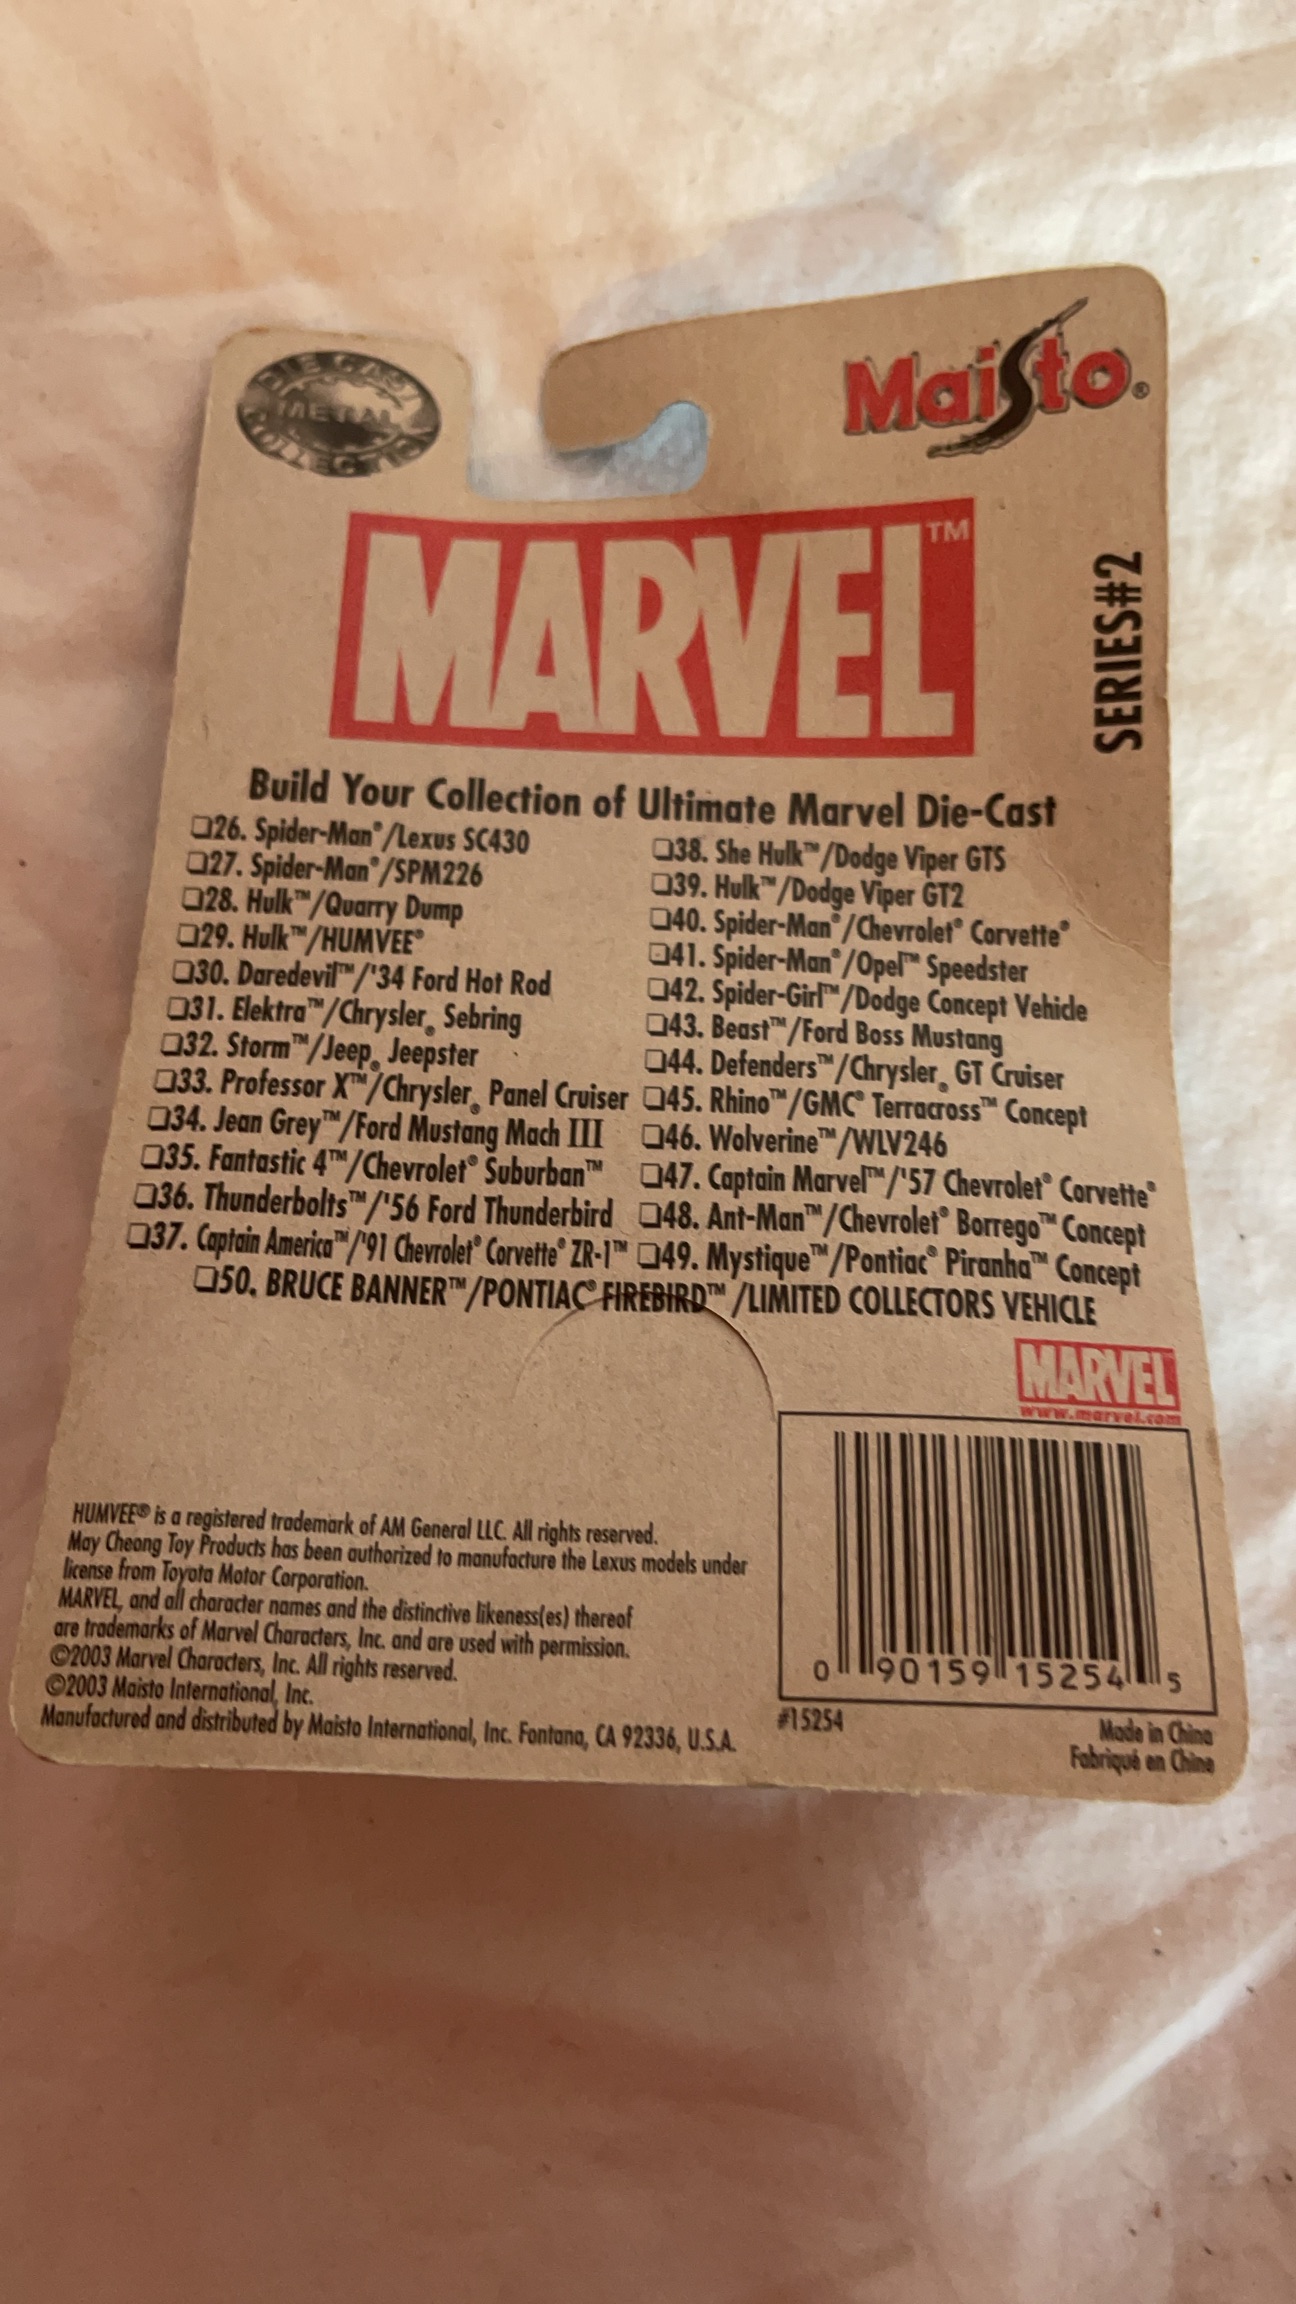 DIE CAST
METAL
COLLECTION
Maisto®
MARVEL™
SERIES#2
Build Your Collection of Ultimate Marvel Die-Cast
❏26. Spider-Man®/Lexus SC430
❏27. Spider-Man®/SPM226
❏28. Hulk™/Quarry Dump
❏29. Hulk™/HUMVEE®
❏30. Daredevil™/'34 Ford Hot Rod
❏31. Elektra™/Chrysler® Sebring
❏32. Storm™/Jeep® Jeepster
❏33. Professor X™/Chrysler® Panel Cruiser
❏34. Jean Grey™/Ford Mustang Mach III
❏35. Fantastic 4™/Chevrolet® Suburban™
❏36. Thunderbolts™/'56 Ford Thunderbird
❏37. Captain America™/'91 Chevrolet® Corvette® ZR-1™
❏38. She Hulk™/Dodge Viper GTS
❏39. Hulk™/Dodge Viper GT2
❏40. Spider-Man®/Chevrolet® Corvette®
❏41. Spider-Man®/Opel™ Speedster
❏42. Spider-Girl™/Dodge Concept Vehicle
❏43. Beast™/Ford Boss Mustang
❏44. Defenders™/Chrysler® GT Cruiser
❏45. Rhino™/GMC® Terracross™ Concept
❏46. Wolverine™/WLV246
❏47. Captain Marvel™/'57 Chevrolet® Corvette®
❏48. Ant-Man™/Chevrolet® Borrego™ Concept
❏49. Mystique™/Pontiac® Piranha™ Concept
❏50. BRUCE BANNER™/PONTIAC® FIREBIRD™ /LIMITED COLLECTORS VEHICLE
MARVEL
www.marvel.com
HUMVEE® is a registered trademark of AM General LLC. All rights reserved.
May Cheong Toy Products has been authorized to manufacture the Lexus models under
license from Toyota Motor Corporation.
MARVEL, and all character names and the distinctive likeness(es) thereof
are trademarks of Marvel Characters, Inc. and are used with permission.
©2003 Marvel Characters, Inc. All rights reserved.
©2003 Maisto International, Inc.
Manufactured and distributed by Maisto International, Inc. Fontana, CA 92336, U.S.A.
0 90159 15254 5
#15254
Made in China
Fabriqué en Chine